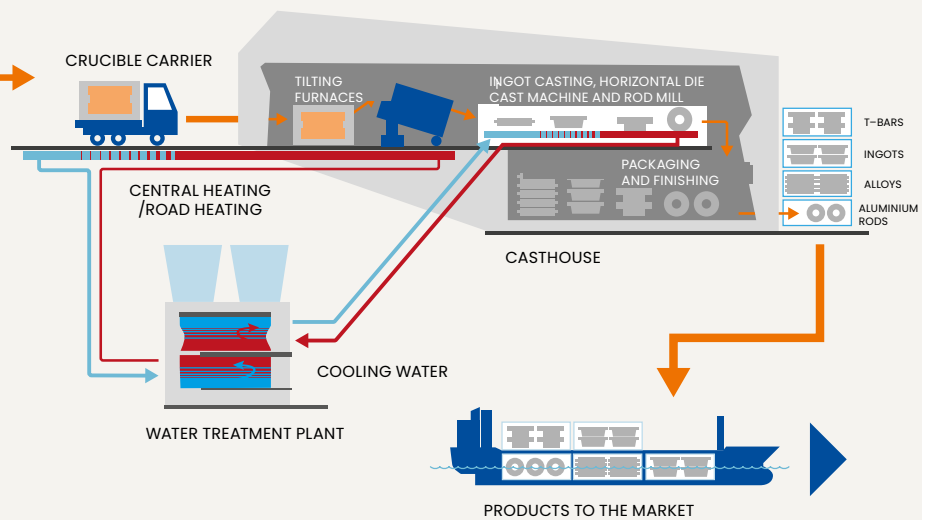 CRUCIBLE CARRIER
TILTING
FURNACES
INGOT CASTING, HORIZONTAL DIE
CAST MACHINE AND ROD MILL
T–BARS
INGOTS
ALLOYS
ALUMINIUM
RODS
PACKAGING
AND FINISHING
CENTRAL HEATING
/ROAD HEATING
CASTHOUSE
COOLING WATER
WATER TREATMENT PLANT
PRODUCTS TO THE MARKET